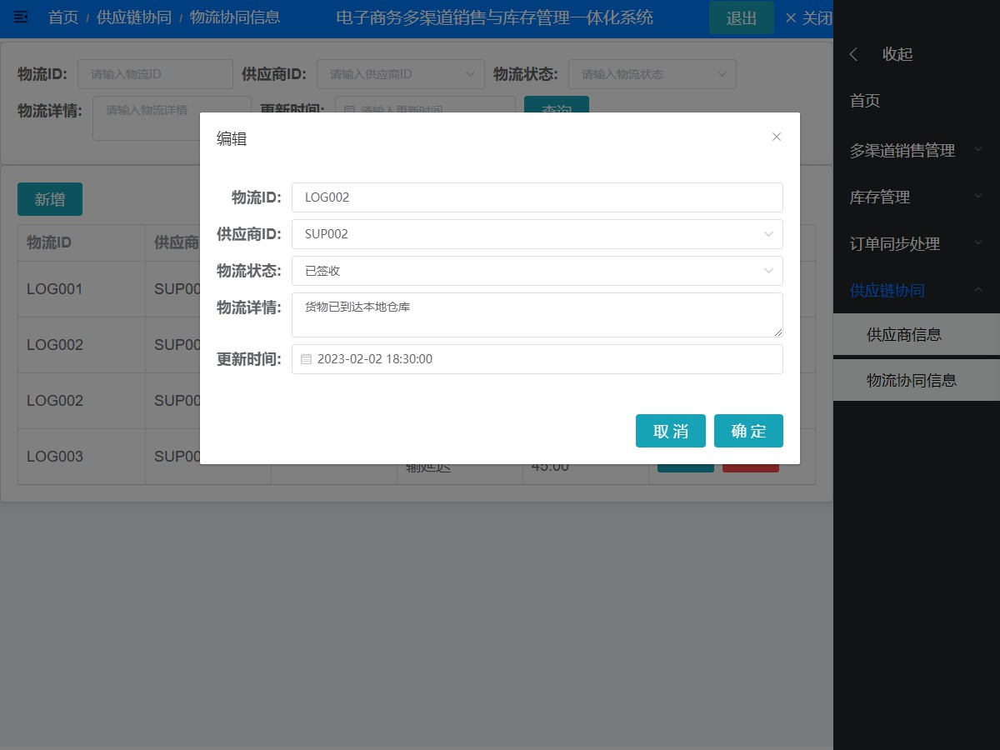 首页 / 供应链协同 / 物流协同信息 电子商务多渠道销售与库存管理一体化系统 退出 × 关闭
物流ID: 请输入物流ID 供应商ID: 请输入供应商ID 物流状态: 请输入物流状态
物流详情: 请输入物流详情 更新时间: 请输入更新时间 查询
新增
物流ID 供应商
LOG001 SUP00
LOG002 SUP00
LOG002 SUP00
LOG003 SUP00 输延迟 45:00
编辑
物流ID: LOG002
供应商ID: SUP002
物流状态: 已签收
物流详情: 货物已到达本地仓库
更新时间: 2023-02-02 18:30:00
取 消 确 定
收起
首页
多渠道销售管理
库存管理
订单同步处理
供应链协同
供应商信息
物流协同信息